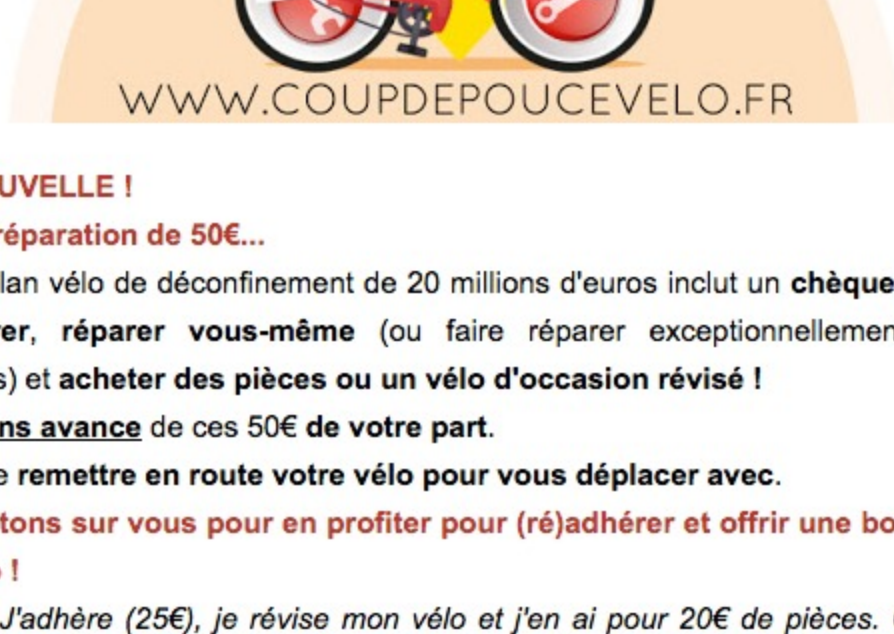 WWW.COUPDEPOUCEVELO.FR
UVELLE !
réparation de 50€...
lan vélo de déconfinement de 20 millions d'euros inclut un chèque
er, réparer vous-même (ou faire réparer exceptionnellemen
s) et acheter des pièces ou un vélo d'occasion révisé !
ns avance de ces 50€ de votre part.
e remettre en route votre vélo pour vous déplacer avec.
tons sur vous pour en profiter pour (ré)adhérer et offrir une bo
!
J'adhère (25€), je révise mon vélo et j'en ai pour 20€ de pièces.